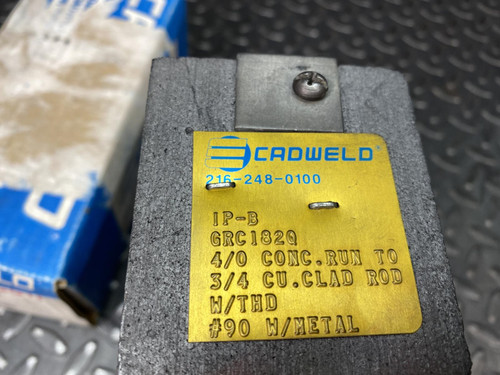 CADWELD®
216-248-0100
IP-B
GRC182Q
4/0 CONC.RUN TO
3/4 CU.CLAD ROD
W/THD
#90 W/METAL
LD